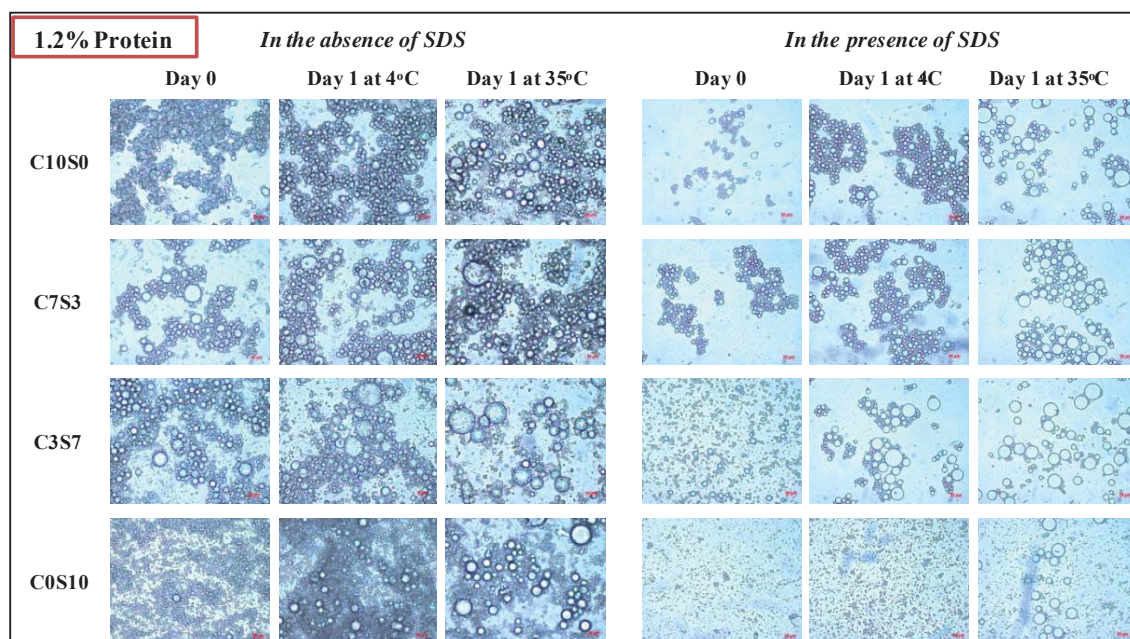 1.2% Protein In the absence of SDS In the presence of SDS
Day 0 Day 1 at 4°C Day 1 at 35°C Day 0 Day 1 at 4C Day 1 at 35°C
C10S0
C7S3
C3S7
C0S10